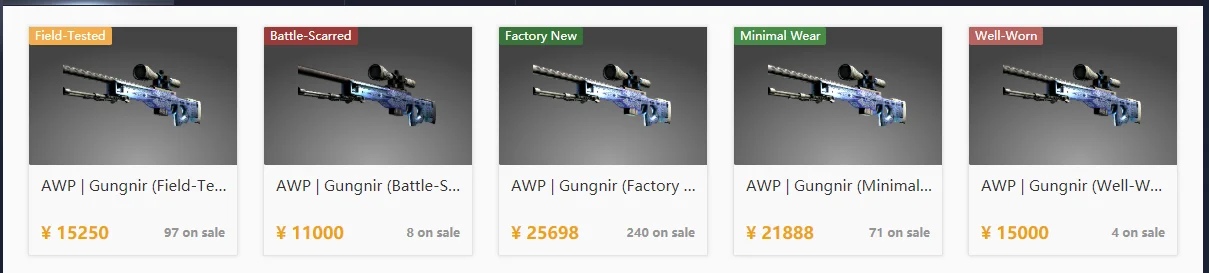 Field-Tested
AWP | Gungnir (Field-Te...
¥ 15250 97 on sale
Battle-Scarred
AWP | Gungnir (Battle-S...
¥ 11000 8 on sale
Factory New
AWP | Gungnir (Factory ...
¥ 25698 240 on sale
Minimal Wear
AWP | Gungnir (Minimal...
¥ 21888 71 on sale
Well-Worn
AWP | Gungnir (Well-W...
¥ 15000 4 on sale